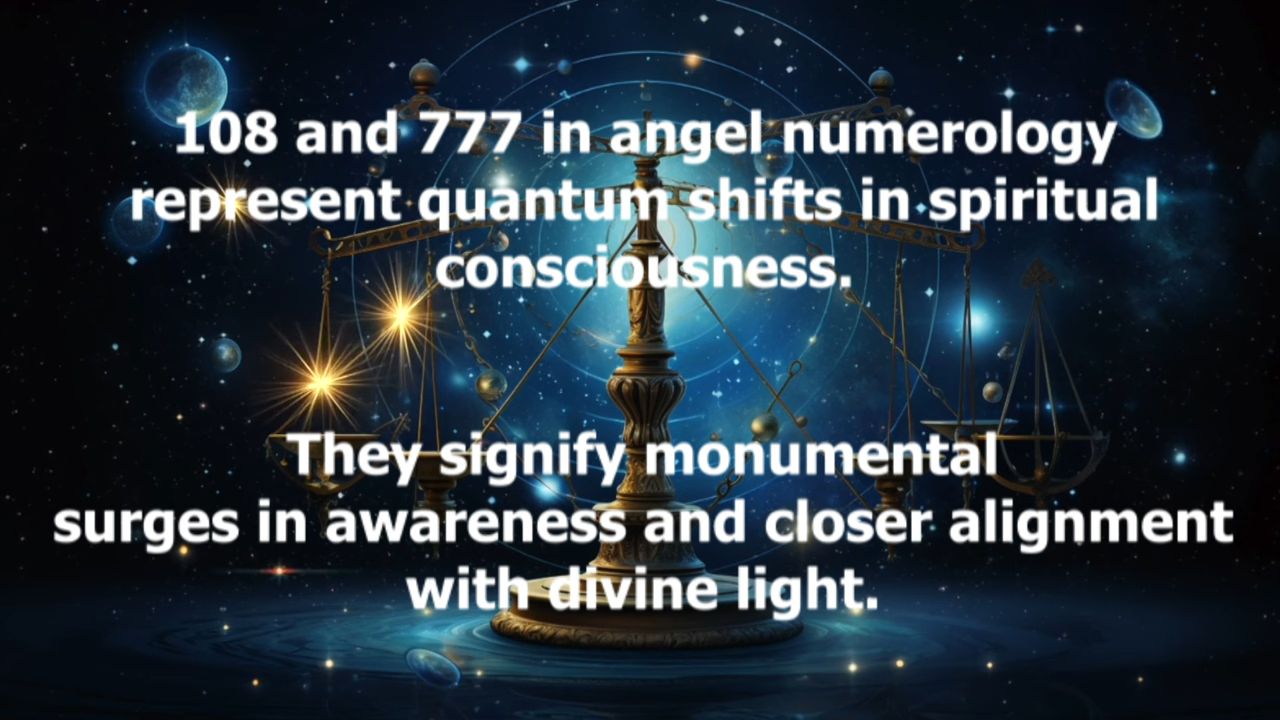 108 and 777 in angel numerology
represent quantum shifts in spiritual
consciousness.
They signify monumental
surges in awareness and closer alignment
with divine light.